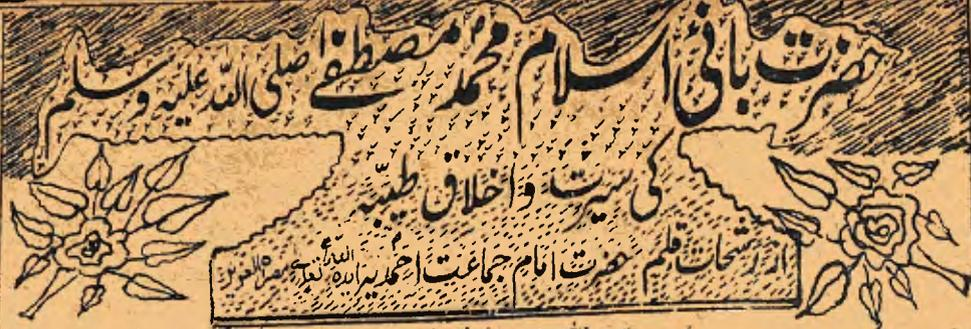 حضرت بانیٔ اسلام محمد مصطفےٰ صلی اللہ علیہ وسلم
کی سیرت و اخلاق طیبہ
از رشحات قلم حضرت امام جماعت احمدیہ ایدہ اللہ تعالیٰ بنصرہ العزیز